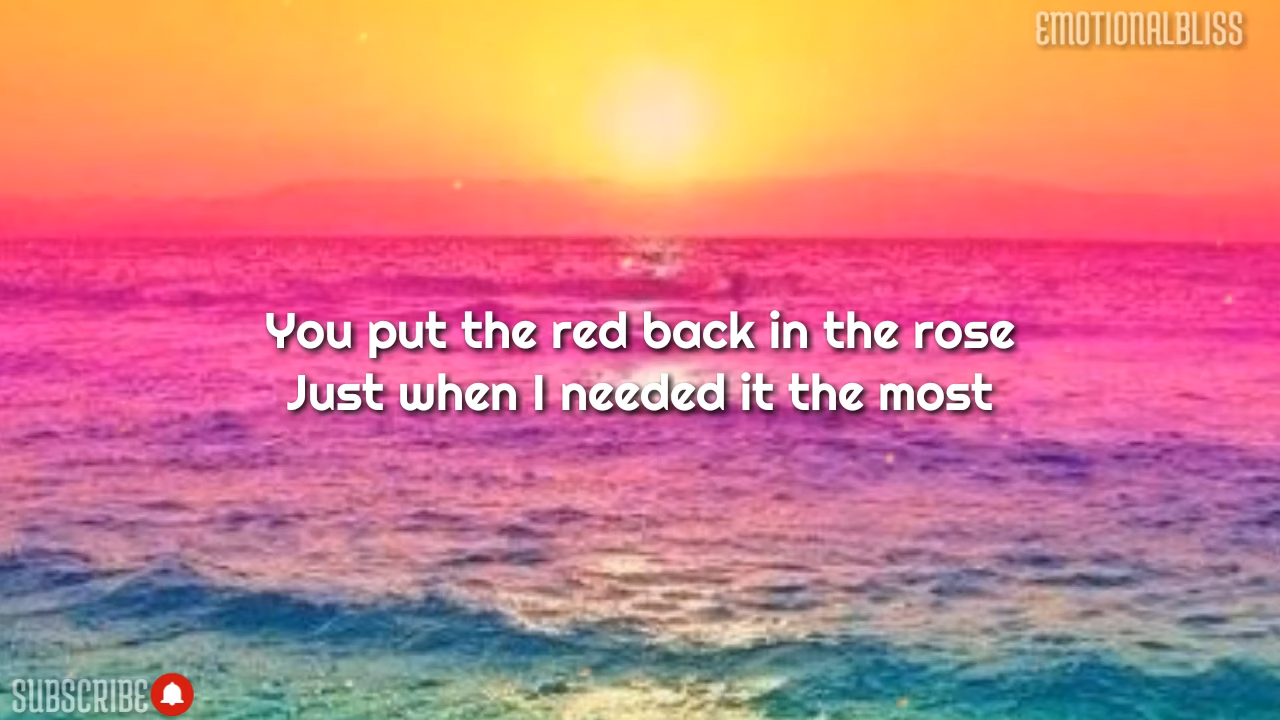 EMOTIONALBLISS
You put the red back in the rose
Just when I needed it the most
SUBSCRIBE